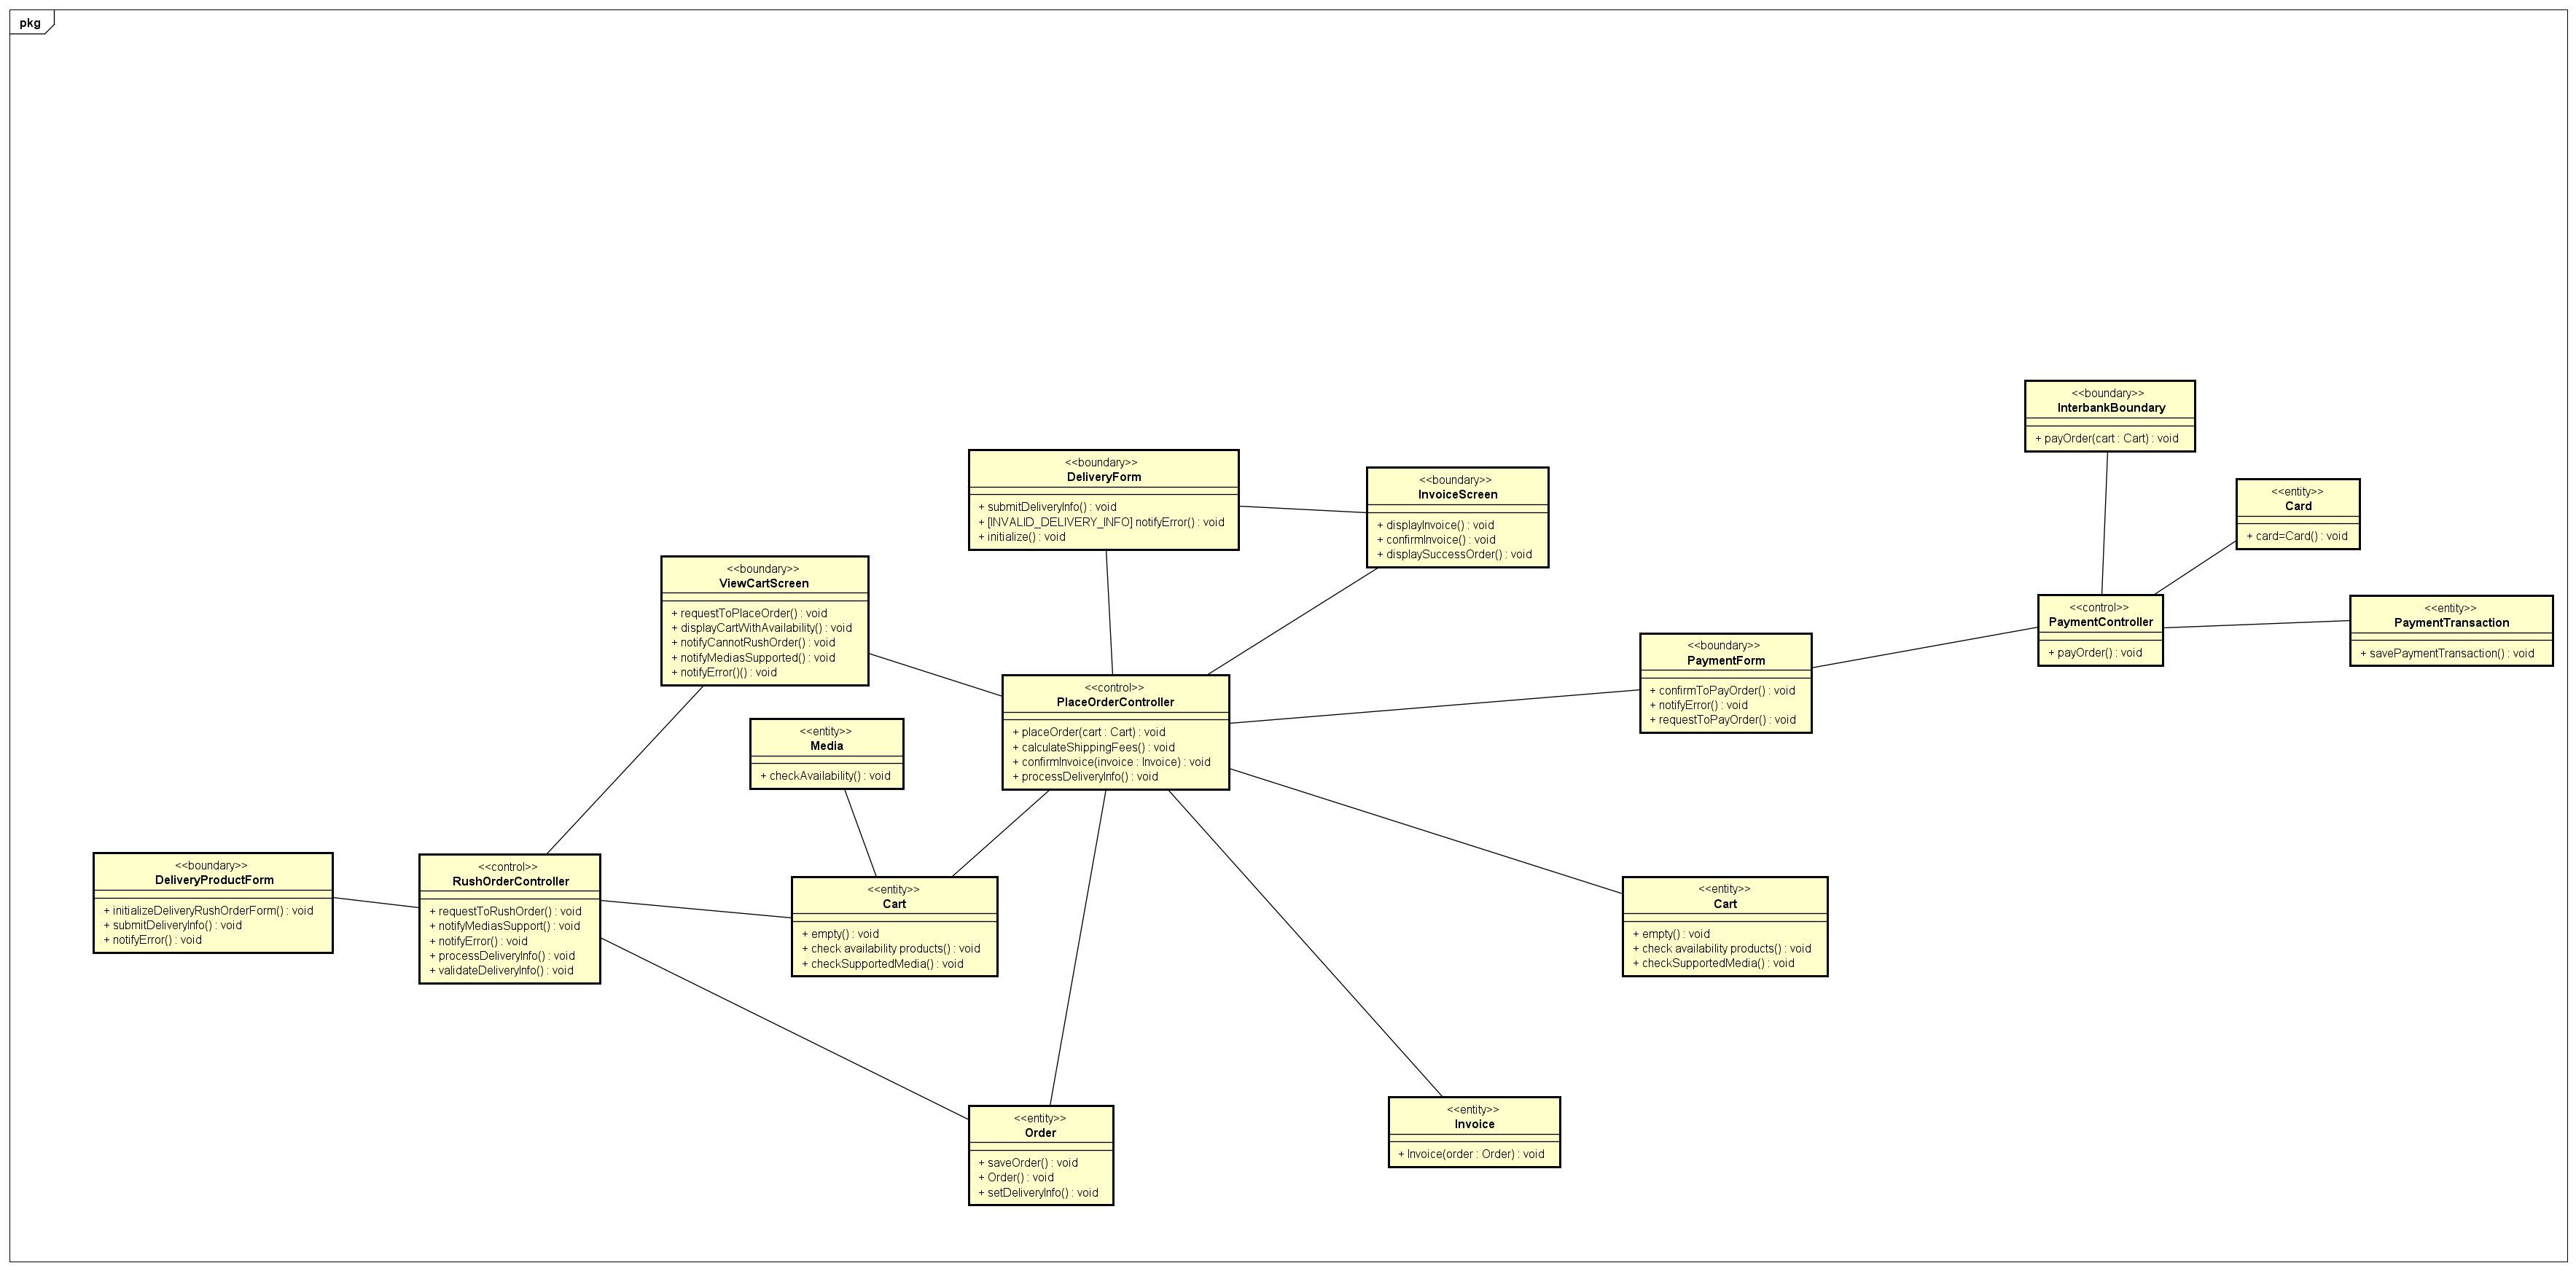 pkg
<<boundary>>
InterbankBoundary
+ payOrder(cart : Cart) : void
<<boundary>>
DeliveryForm
+ submitDeliveryInfo() : void
+ [INVALID_DELIVERY_INFO] notifyError() : void
+ initialize() : void
<<boundary>>
InvoiceScreen
+ displayInvoice() : void
+ confirmInvoice() : void
+ displaySuccessOrder() : void
<<entity>>
Card
+ card=Card() : void
<<boundary>>
ViewCartScreen
+ requestToPlaceOrder() : void
+ displayCartWithAvailability() : void
+ notifyCannotRushOrder() : void
+ notifyMediasSupported() : void
+ notifyError()() : void
<<control>>
PaymentController
+ payOrder() : void
<<entity>>
PaymentTransaction
+ savePaymentTransaction() : void
<<boundary>>
PaymentForm
+ confirmToPayOrder() : void
+ notifyError() : void
+ requestToPayOrder() : void
<<control>>
PlaceOrderController
+ placeOrder(cart : Cart) : void
+ calculateShippingFees() : void
+ confirmInvoice(invoice : Invoice) : void
+ processDeliveryInfo() : void
<<entity>>
Media
+ checkAvailability() : void
<<boundary>>
DeliveryProductForm
+ initializeDeliveryRushOrderForm() : void
+ submitDeliveryInfo() : void
+ notifyError() : void
<<control>>
RushOrderController
+ requestToRushOrder() : void
+ notifyMediasSupport() : void
+ notifyError() : void
+ processDeliveryInfo() : void
+ validateDeliveryInfo() : void
<<entity>>
Cart
+ empty() : void
+ check availability products() : void
+ checkSupportedMedia() : void
<<entity>>
Cart
+ empty() : void
+ check availability products() : void
+ checkSupportedMedia() : void
<<entity>>
Order
+ saveOrder() : void
+ Order() : void
+ setDeliveryInfo() : void
<<entity>>
Invoice
+ Invoice(order : Order) : void